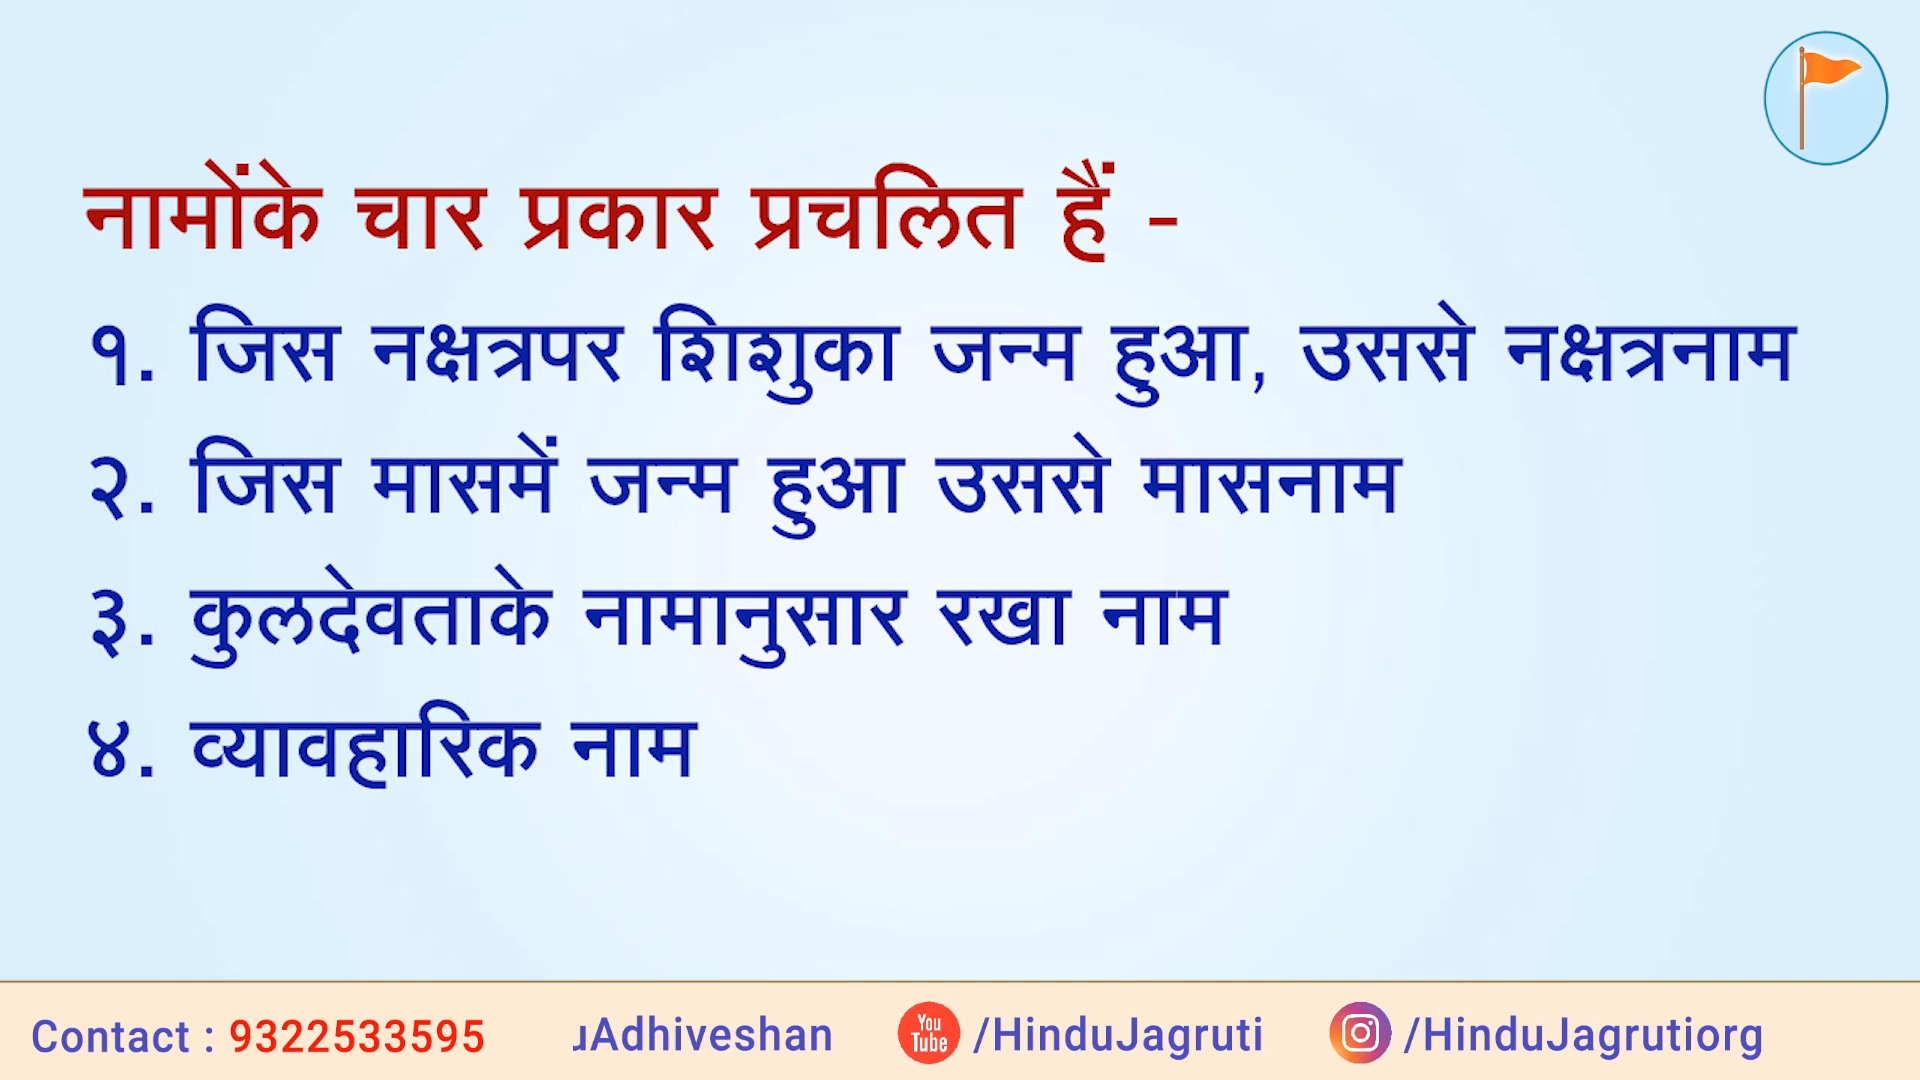 नामोंके चार प्रकार प्रचलित हैं -
१. जिस नक्षत्रपर शिशुका जन्म हुआ, उससे नक्षत्रनाम
२. जिस मासमें जन्म हुआ उससे मासनाम
३. कुलदेवताके नामानुसार रखा नाम
४. व्यावहारिक नाम
Contact : 9322533595 uAdhiveshan You Tube /HinduJagruti /HinduJagrutiorg